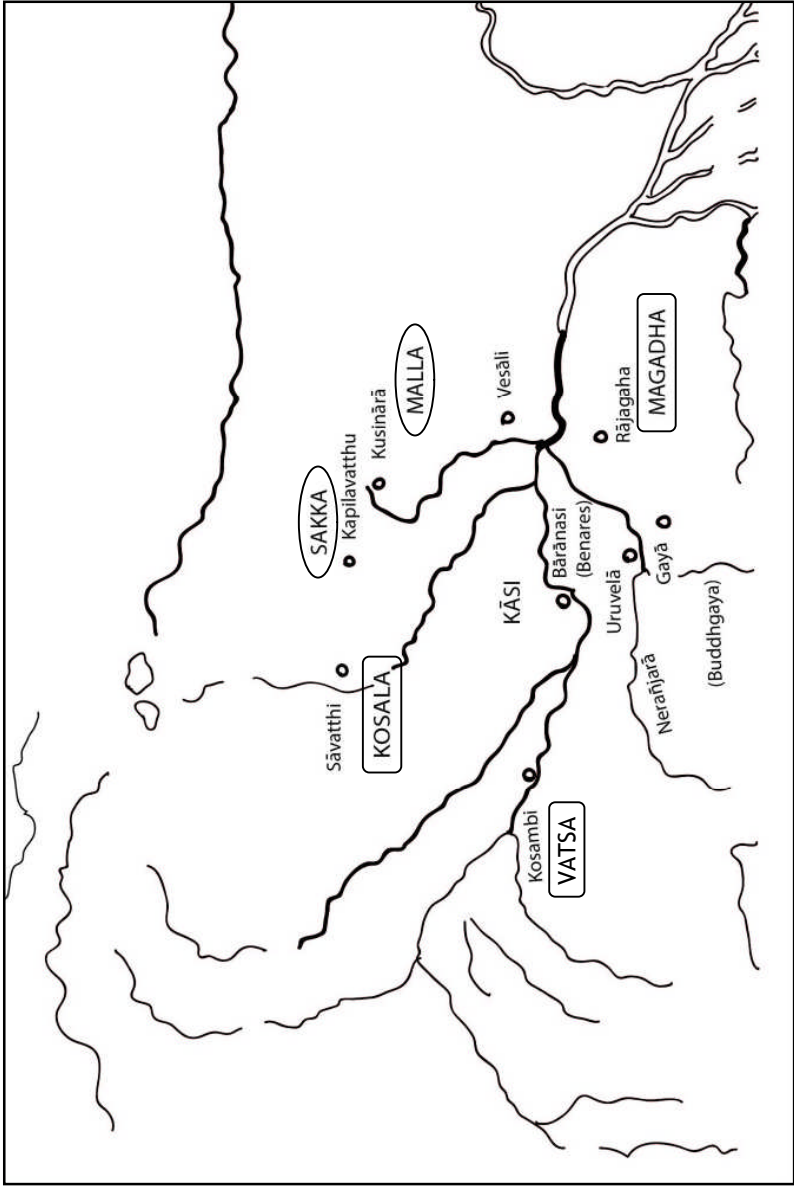 SAKKA
Sāvatthi
Kapilavatthu
KOSALA
Kusinārā
MALLA
Vesāli
KĀSI
Kosambi
VATSA
Bārānasi
(Benares)
Uruvelā
Rājagaha
MAGADHA
Nerañjarā
Gayā
(Buddhgaya)